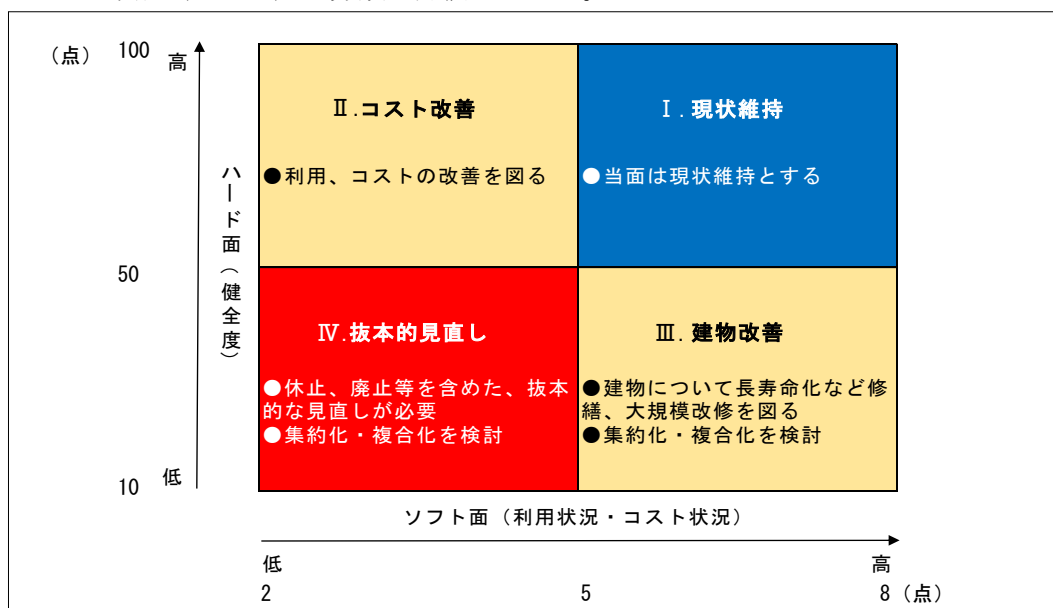 (点) 100 高
Ⅱ.コスト改善
●利用、コストの改善を図る
Ⅰ.現状維持
●当面は現状維持とする
ハード面(健全度)
50
Ⅳ.抜本的見直し
●休止、廃止等を含めた、抜本
的な見直しが必要
●集約化・複合化を検討
Ⅲ.建物改善
●建物について長寿命化など修
繕、大規模改修を図る
●集約化・複合化を検討
10 低
ソフト面(利用状況・コスト状況)
低 高
2 5 8(点)